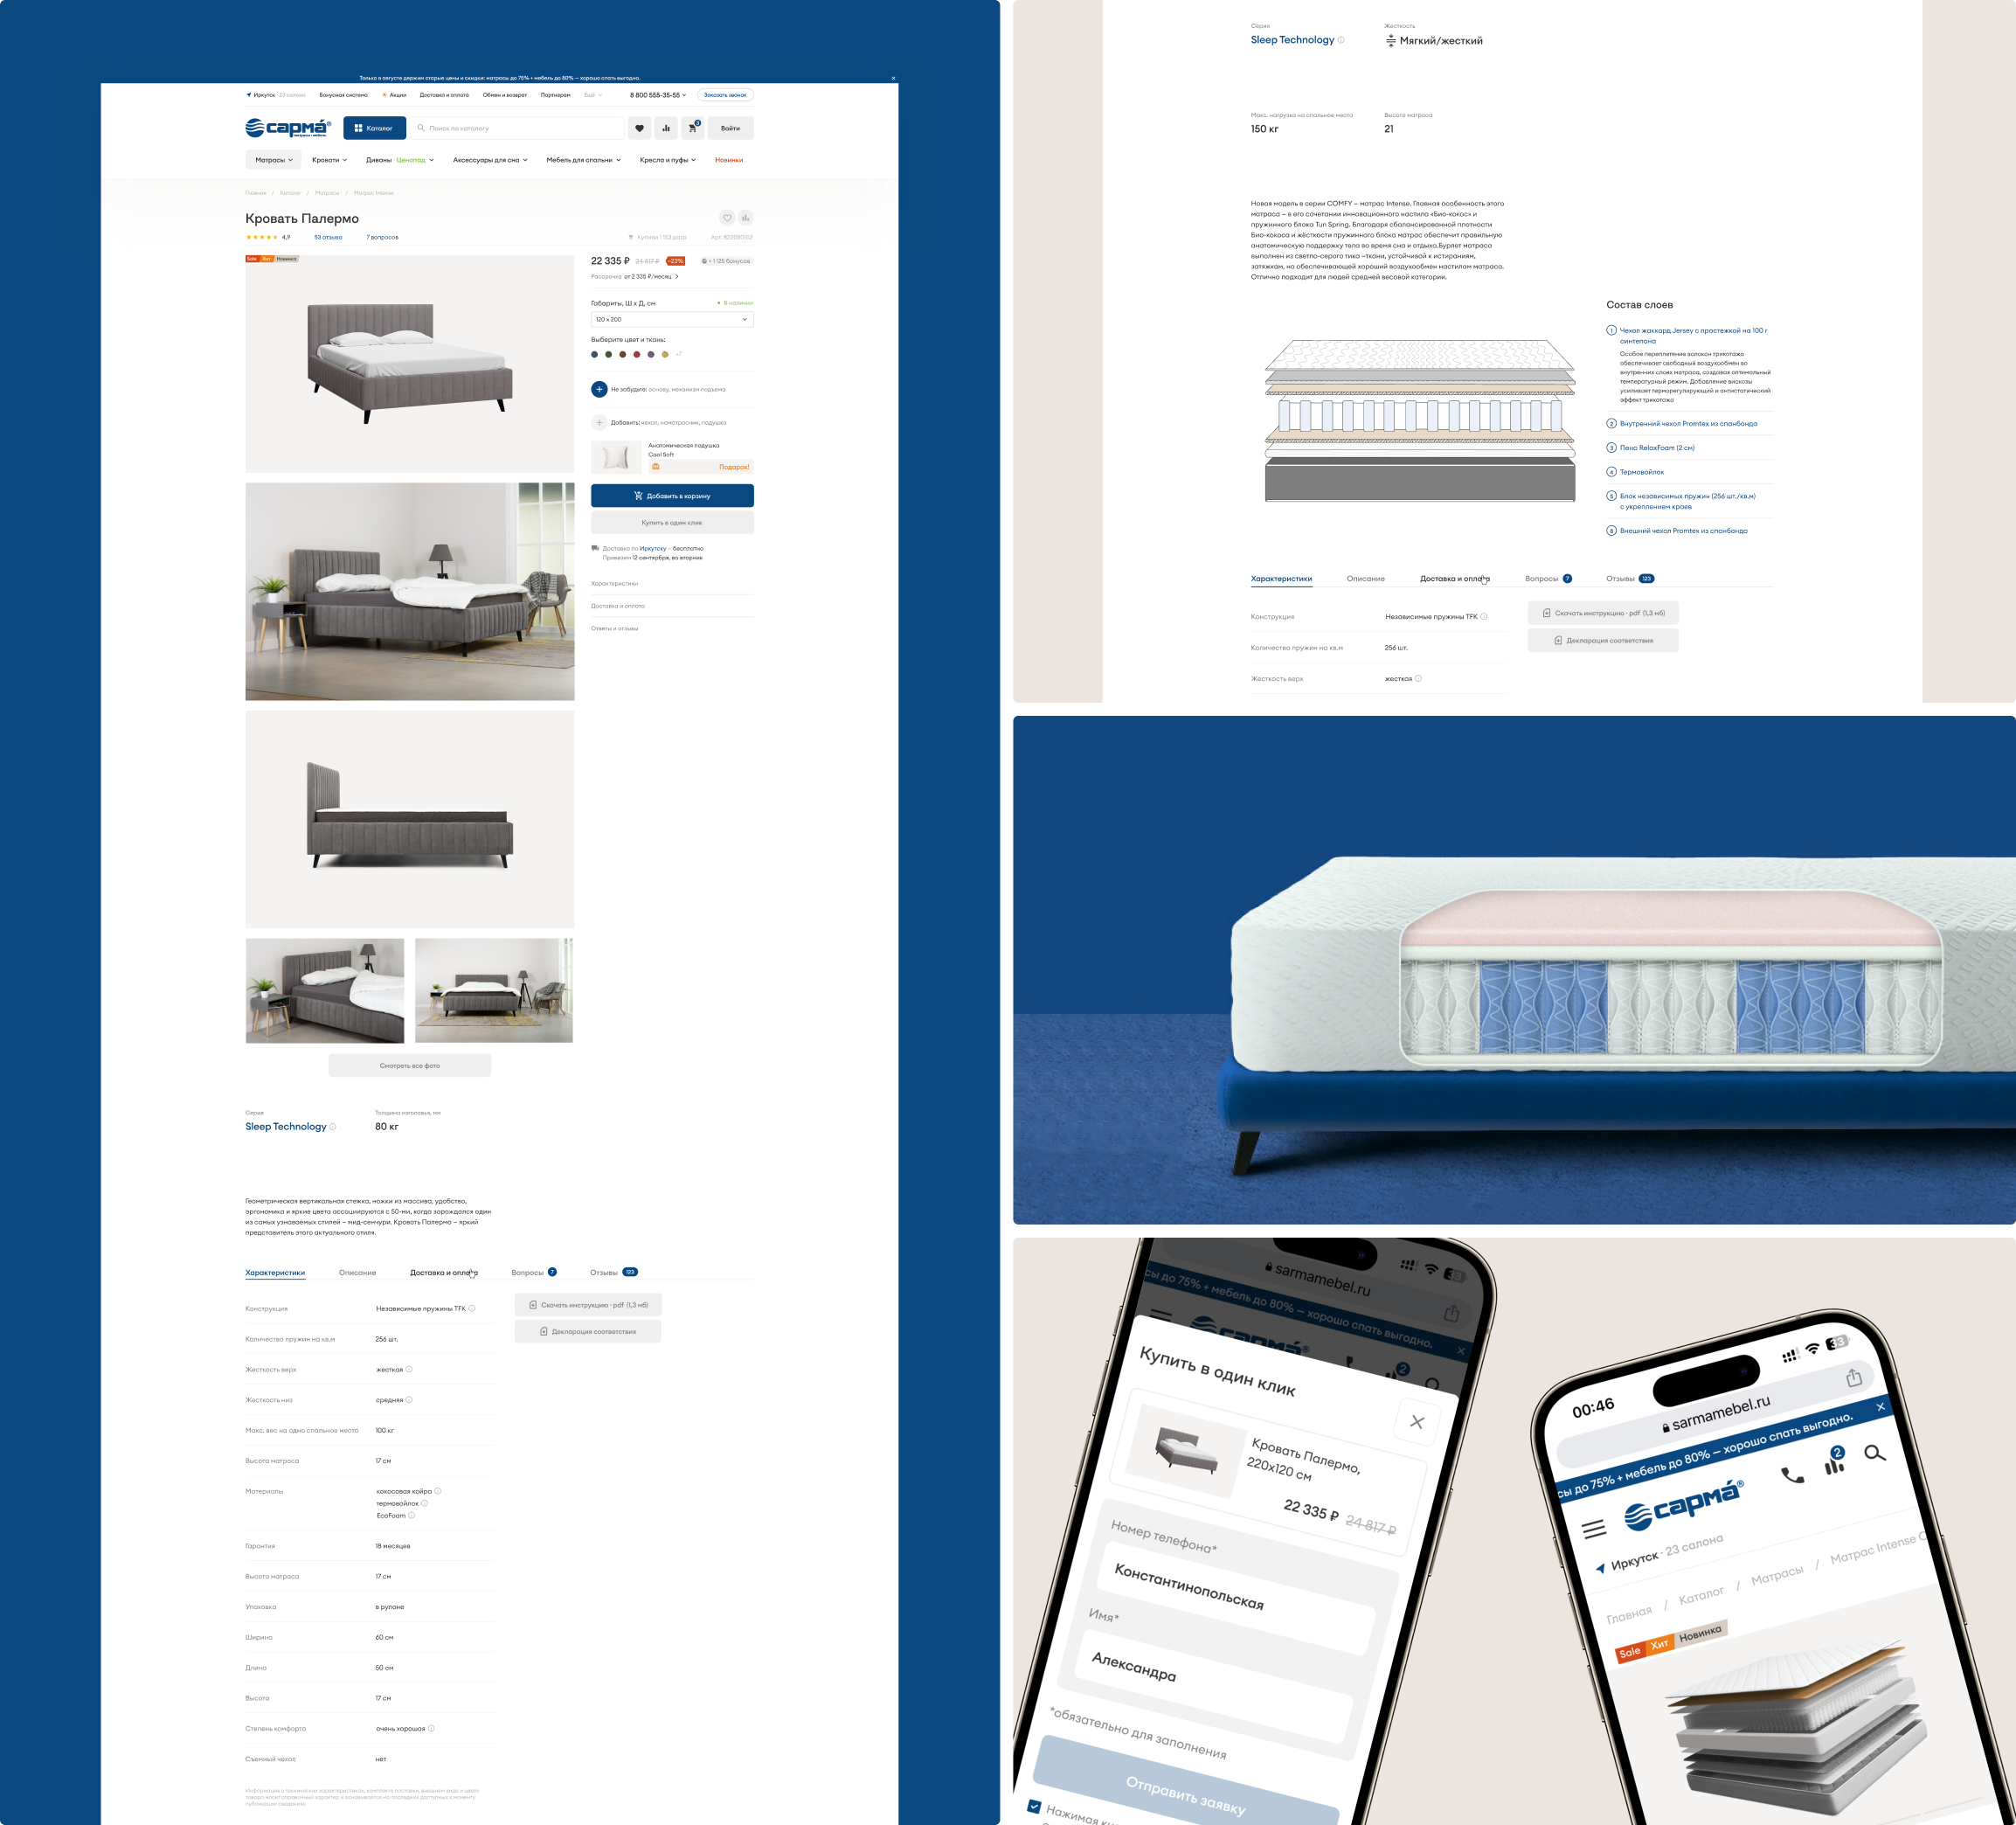 Только в августе держим старые цены и скидки: матрасы до 75% + мебель до 80% — хорошо спать выгодно.
Иркутск · 23 салона
Бонусная система
Акции
Доставка и оплата
Обмен и возврат
Партнерам
Ещё
8 800 555-35-55
Заказать звонок
сарма́®
матрасы • мебель
Каталог
Поиск по каталогу
2
Войти
Матрасы
Кровати
Диваны · Ценопад
Аксессуары для сна
Мебель для спальни
Кресла и пуфы
Новинки
Главная / Каталог / Матрасы / Матрас Intense
Кровать Палермо
4,9
53 отзыва
7 вопросов
Купили 1 153 раза
Арт. 822980102
Sale
Хит
Новинка
22 335 ₽
24 817 ₽
-22%
+ 1 125 бонусов
Рассрочка от 2 335 ₽/месяц
Габариты, Ш х Д, см
В наличии
120 х 200
Выберите цвет и ткань:
+7
Не забудьте: основу, механизм подъема
Добавить: чехол, наматрасник, подушка
Анатомическая подушка
Cool Soft
Подарок!
Добавить в корзину
Купить в один клик
Доставка по Иркутску – бесплатно
Привезем 12 сентября, во вторник
Характеристики
Доставка и оплата
Ответы и отзывы
Смотреть все фото
Серия
Sleep Technology
Толщина изголовья, мм
80 кг
Геометрическая вертикальная стежка, ножки из массива, удобство,
эргономика и яркие цвета ассоциируются с 50-ми, когда зарождался один
из самых узнаваемых стилей – мид-сенчури. Кровать Палермо – яркий
представитель этого актуального стиля.
Характеристики
Описание
Доставка и оплата
Вопросы 7
Отзывы 123
Конструкция
Независимые пружины TFK
Количество пружин на кв.м
256 шт.
Жесткость верх
жесткая
Жесткость низ
средняя
Макс. вес на одно спальное место
100 кг
Высота матраса
17 см
Материалы
кокосовая койра
термовойлок
EcoFoam
Гарантия
18 месяцев
Высота матраса
17 см
Упаковка
в рулоне
Ширина
60 см
Длина
50 см
Высота
17 см
Степень комфорта
очень хорошая
Съемный чехол
нет
Скачать инструкцию · pdf (1,3 мб)
Декларация соответствия
Информация о технических характеристиках, комплекте поставки, внешнем виде и цвете
товара носит справочный характер и основывается на последних доступных к моменту
публикации сведениях
Серия
Sleep Technology
Жесткость
Мягкий/жесткий
Макс. нагрузка на спальное место
150 кг
Высота матраса
21
Новая модель в серии COMFY – матрас Intense. Главная особенность этого
матраса – в его сочетании инновационного настила «Био-кокос» и
пружинного блока Tun Spring. Благодаря сбалансированной плотности
Био-кокоса и жёсткости пружинного блока матрас обеспечит правильную
анатомическую поддержку тела во время сна и отдыха.Бурлет матраса
выполнен из светло-серого тика –ткани, устойчивой к истираниям,
затяжкам, но обеспечивающей хороший воздухообмен настилам матраса.
Отлично подходит для людей средней весовой категории.
Состав слоев
1 Чехол жаккард Jersey с простежкой на 100 г
синтепона
Особое переплетение волокон трикотажа
обеспечивает свободный воздухообмен во
внутренних слоях матраса, создавая оптимальный
температурный режим. Добавление вискозы
усиливает терморегулирующий и антистатический
эффект трикотажа
2 Внутренний чехол Promtex из спанбонда
3 Пена RelaxFoam (2 см)
4 Термовойлок
5 Блок независимых пружин (256 шт./кв.м)
с укреплением краев
6 Внешний чехол Promtex из спанбонда
Характеристики
Описание
Доставка и оплата
Вопросы 7
Отзывы 123
Конструкция
Независимые пружины TFK
Количество пружин на кв.м
256 шт.
Жесткость верх
жесткая
Скачать инструкцию · pdf (1,3 мб)
Декларация соответствия
33
sarmamebel.ru
сы до 75% + мебель до 80% — хорошо спать выгодно.
сарма́®
2
Купить в один клик
Кровать Палермо,
220х120 см
22 335 ₽
24 817 ₽
Номер телефона*
Константинопольская
Имя*
Александра
*обязательно для заполнения
Отправить заявку
Нажимая
00:46
33
sarmamebel.ru
сы до 75% + мебель до 80% — хорошо спать выгодно.
сарма́®
2
Иркутск · 23 салона
Главная / Каталог / Матрасы / Матрас Intense
Sale
Хит
Новинка